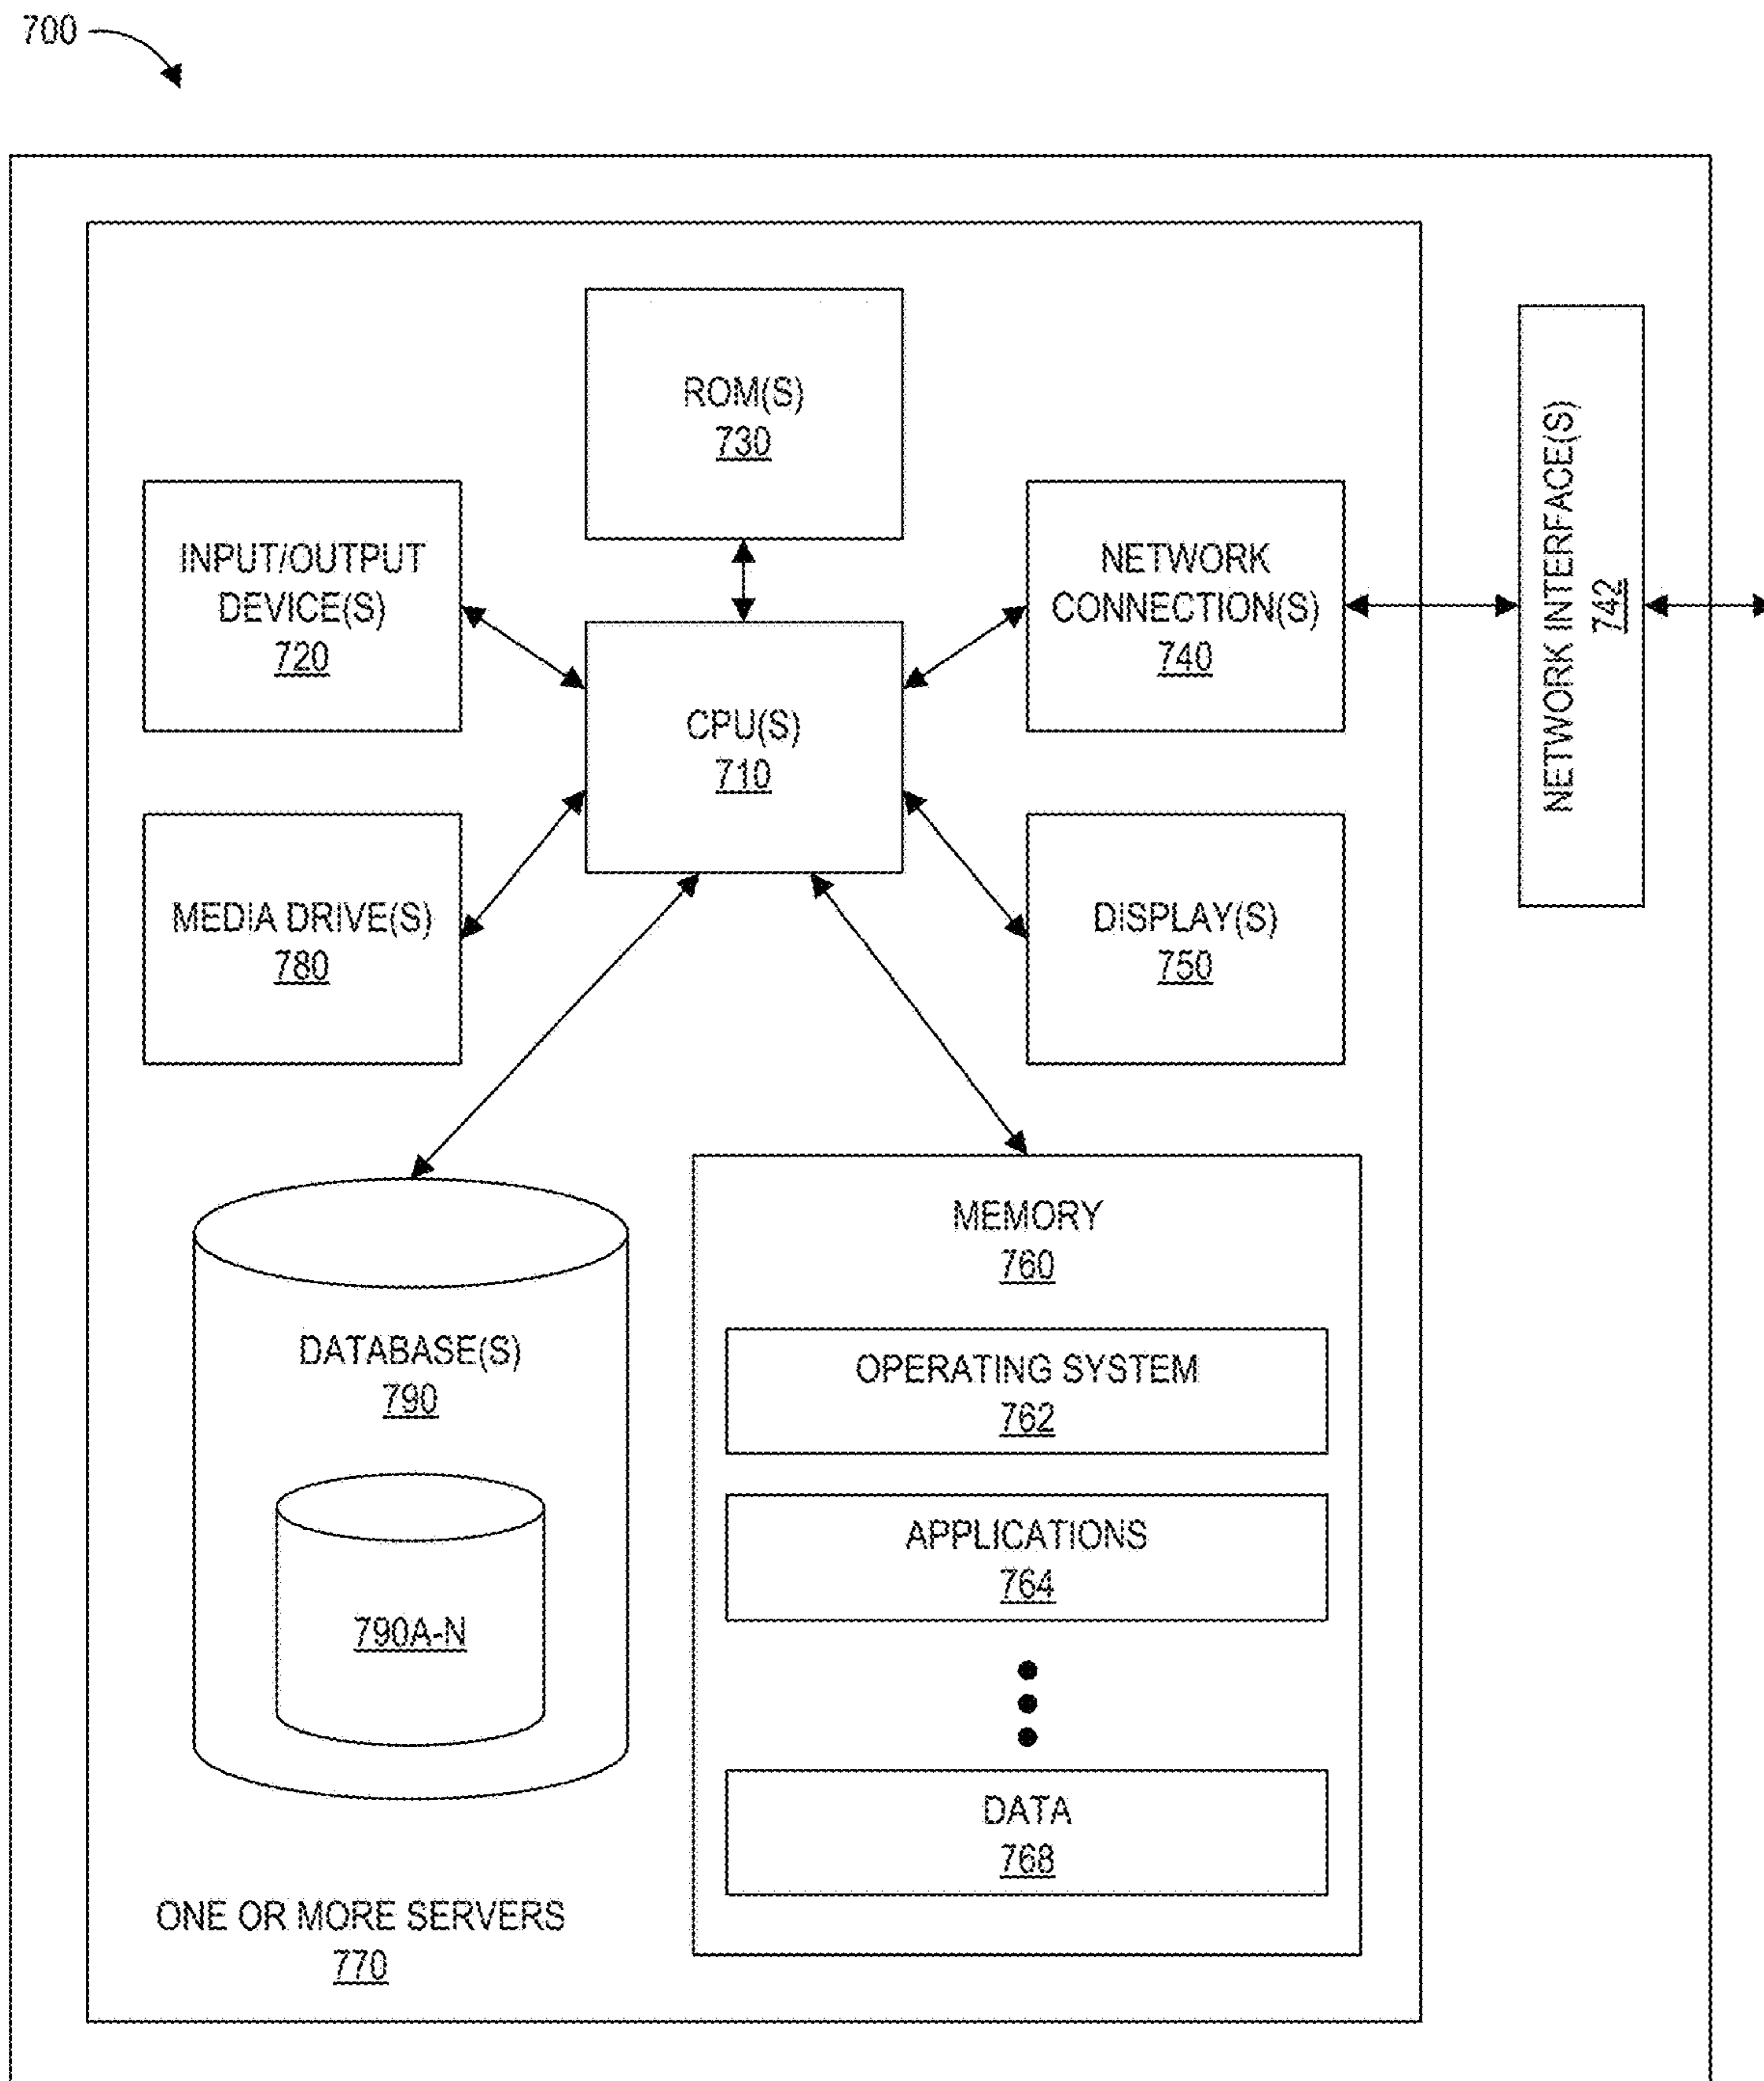 700
ROM(S)
730
INPUT/OUTPUT
DEVICE(S)
720
NETWORK
CONNECTION(S)
740
NETWORK INTERFACE(S)
742
CPU(S)
710
MEDIA DRIVE(S)
780
DISPLAY(S)
750
MEMORY
760
DATABASE(S)
790
790A-N
OPERATING SYSTEM
762
APPLICATIONS
764
DATA
768
ONE OR MORE SERVERS
770